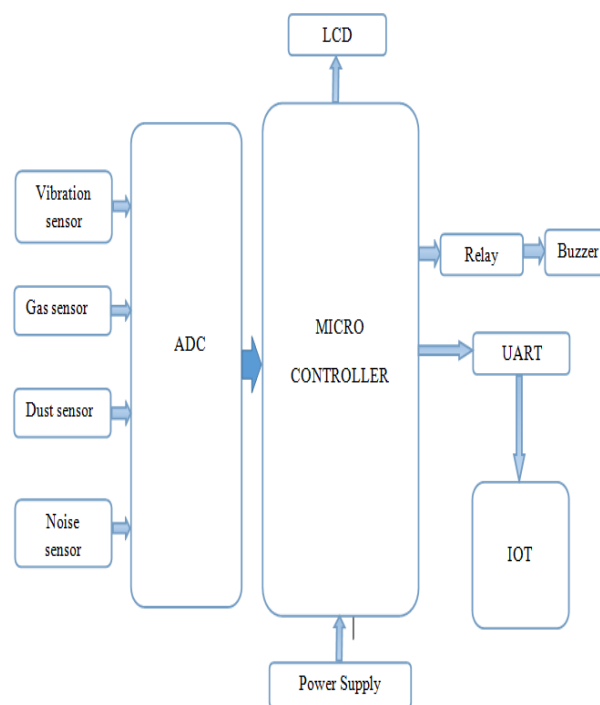 LCD
Vibration
sensor
Gas sensor
Dust sensor
Noise
sensor
ADC
MICRO
CONTROLLER
Relay
Buzzer
UART
IOT
Power Supply